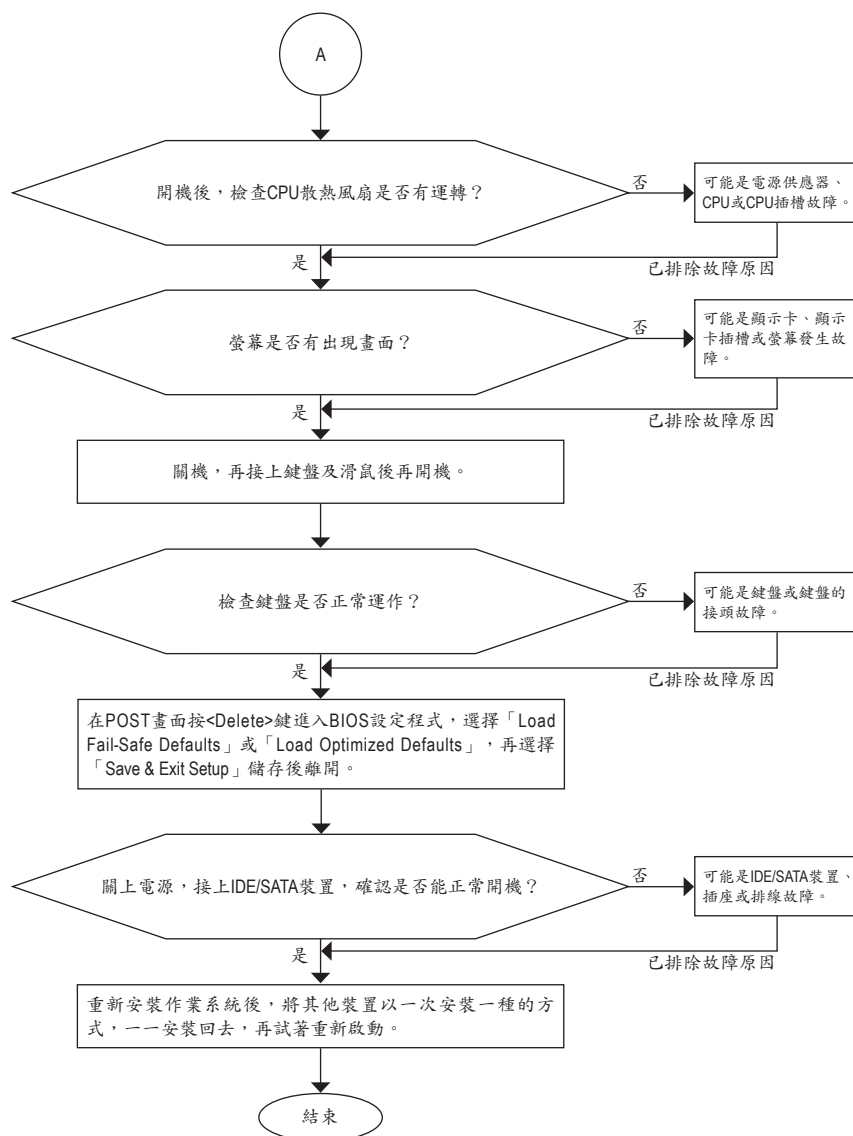 A
開機後，檢查CPU散熱風扇是否有運轉？
否
可能是電源供應器、
CPU或CPU插槽故障。
是
已排除故障原因
螢幕是否有出現畫面？
否
可能是顯示卡、顯示
卡插槽或螢幕發生故
障。
是
已排除故障原因
關機，再接上鍵盤及滑鼠後再開機。
檢查鍵盤是否正常運作？
否
可能是鍵盤或鍵盤的
接頭故障。
是
已排除故障原因
在POST畫面按<Delete>鍵進入BIOS設定程式，選擇「Load
Fail-Safe Defaults」或「Load Optimized Defaults」，再選擇
「Save & Exit Setup」儲存後離開。
關上電源，接上IDE/SATA裝置，確認是否能正常開機？
否
可能是IDE/SATA裝置、
插座或排線故障。
是
已排除故障原因
重新安裝作業系統後，將其他裝置以一次安裝一種的方
式，一一安裝回去，再試著重新啟動。
結束